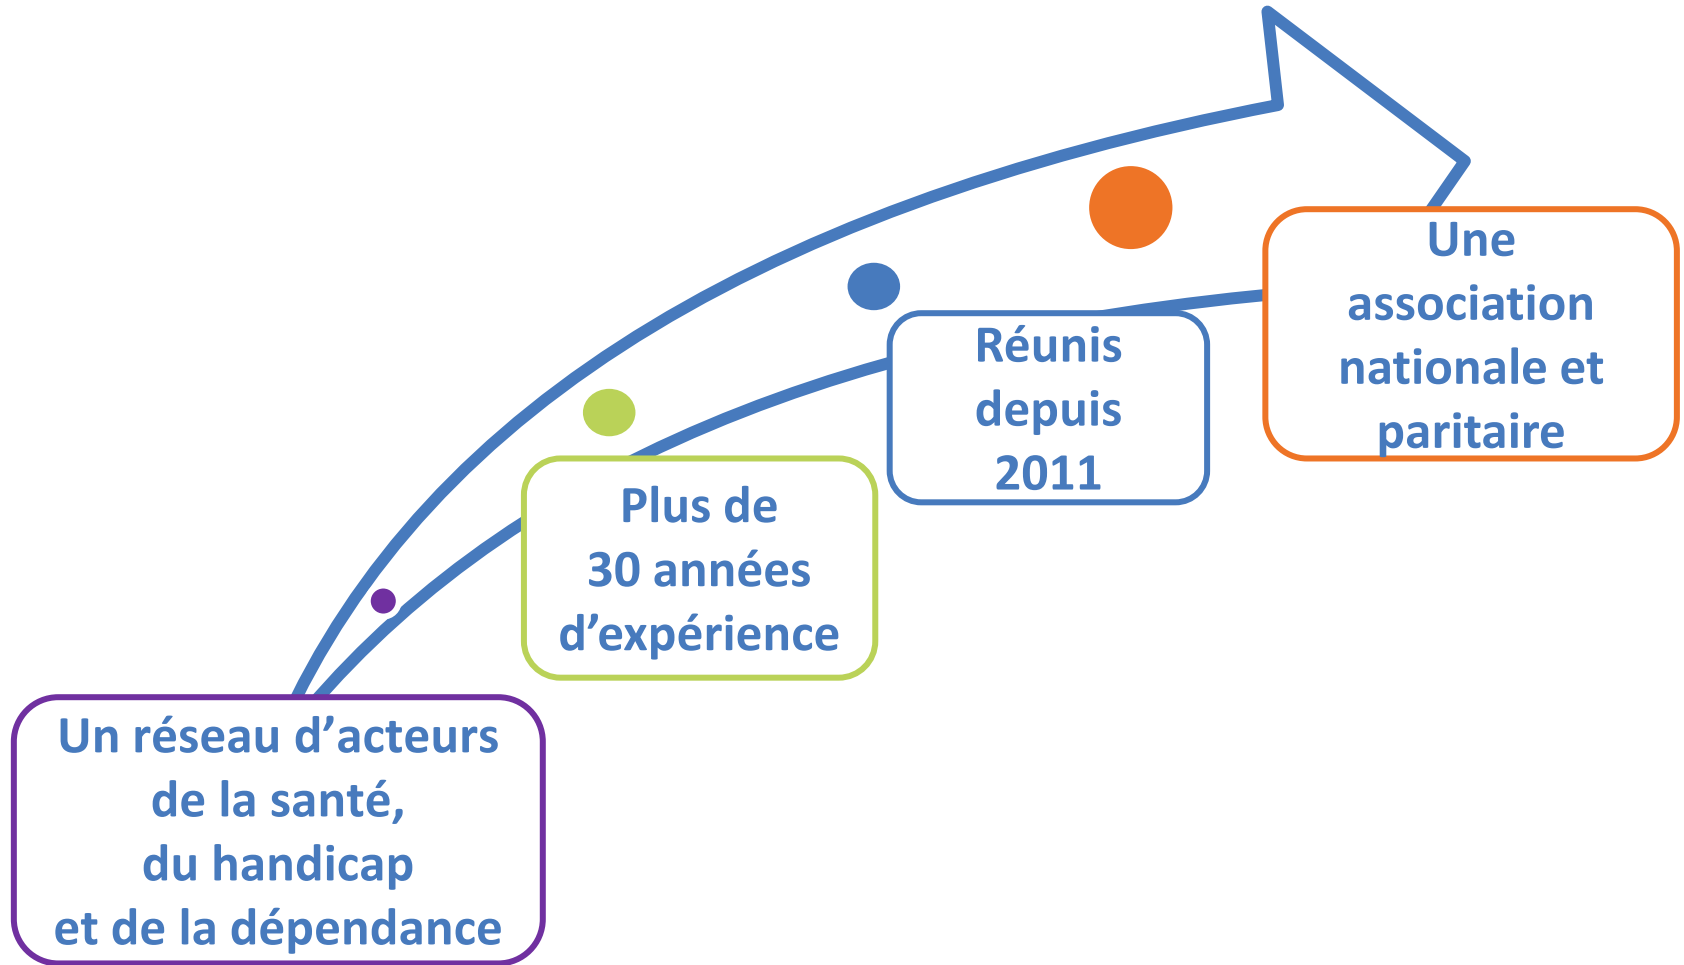 Un réseau d’acteurs
de la santé,
du handicap
et de la dépendance
Plus de
30 années
d’expérience
Réunis
depuis
2011
Une
association
nationale et
paritaire